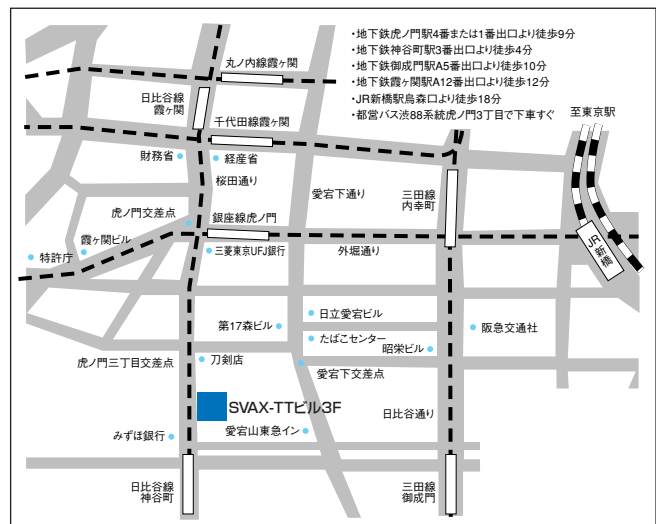 ・地下鉄虎ノ門駅4番または1番出口より徒歩9分
・地下鉄神谷町駅3番出口より徒歩4分
・地下鉄御成門駅A5番出口より徒歩10分
・地下鉄霞ヶ関駅A12番出口より徒歩12分
・JR新橋駅烏森口より徒歩18分
・都営バス渋88系統虎ノ門3丁目で下車すぐ
丸ノ内線霞ヶ関
日比谷線
霞ヶ関
千代田線霞ヶ関
至東京駅
財務省
経産省
桜田通り
愛宕下通り
三田線
内幸町
虎ノ門交差点
銀座線虎ノ門
霞ヶ関ビル
特許庁
三菱東京UFJ銀行
外堀通り
JR新橋
日立愛宕ビル
第17森ビル
たばこセンター
昭栄ビル
阪急交通社
虎ノ門三丁目交差点
刀剣店
愛宕下交差点
SVAX-TTビル3F
日比谷通り
みずほ銀行
愛宕山東急イン
日比谷線
神谷町
三田線
御成門